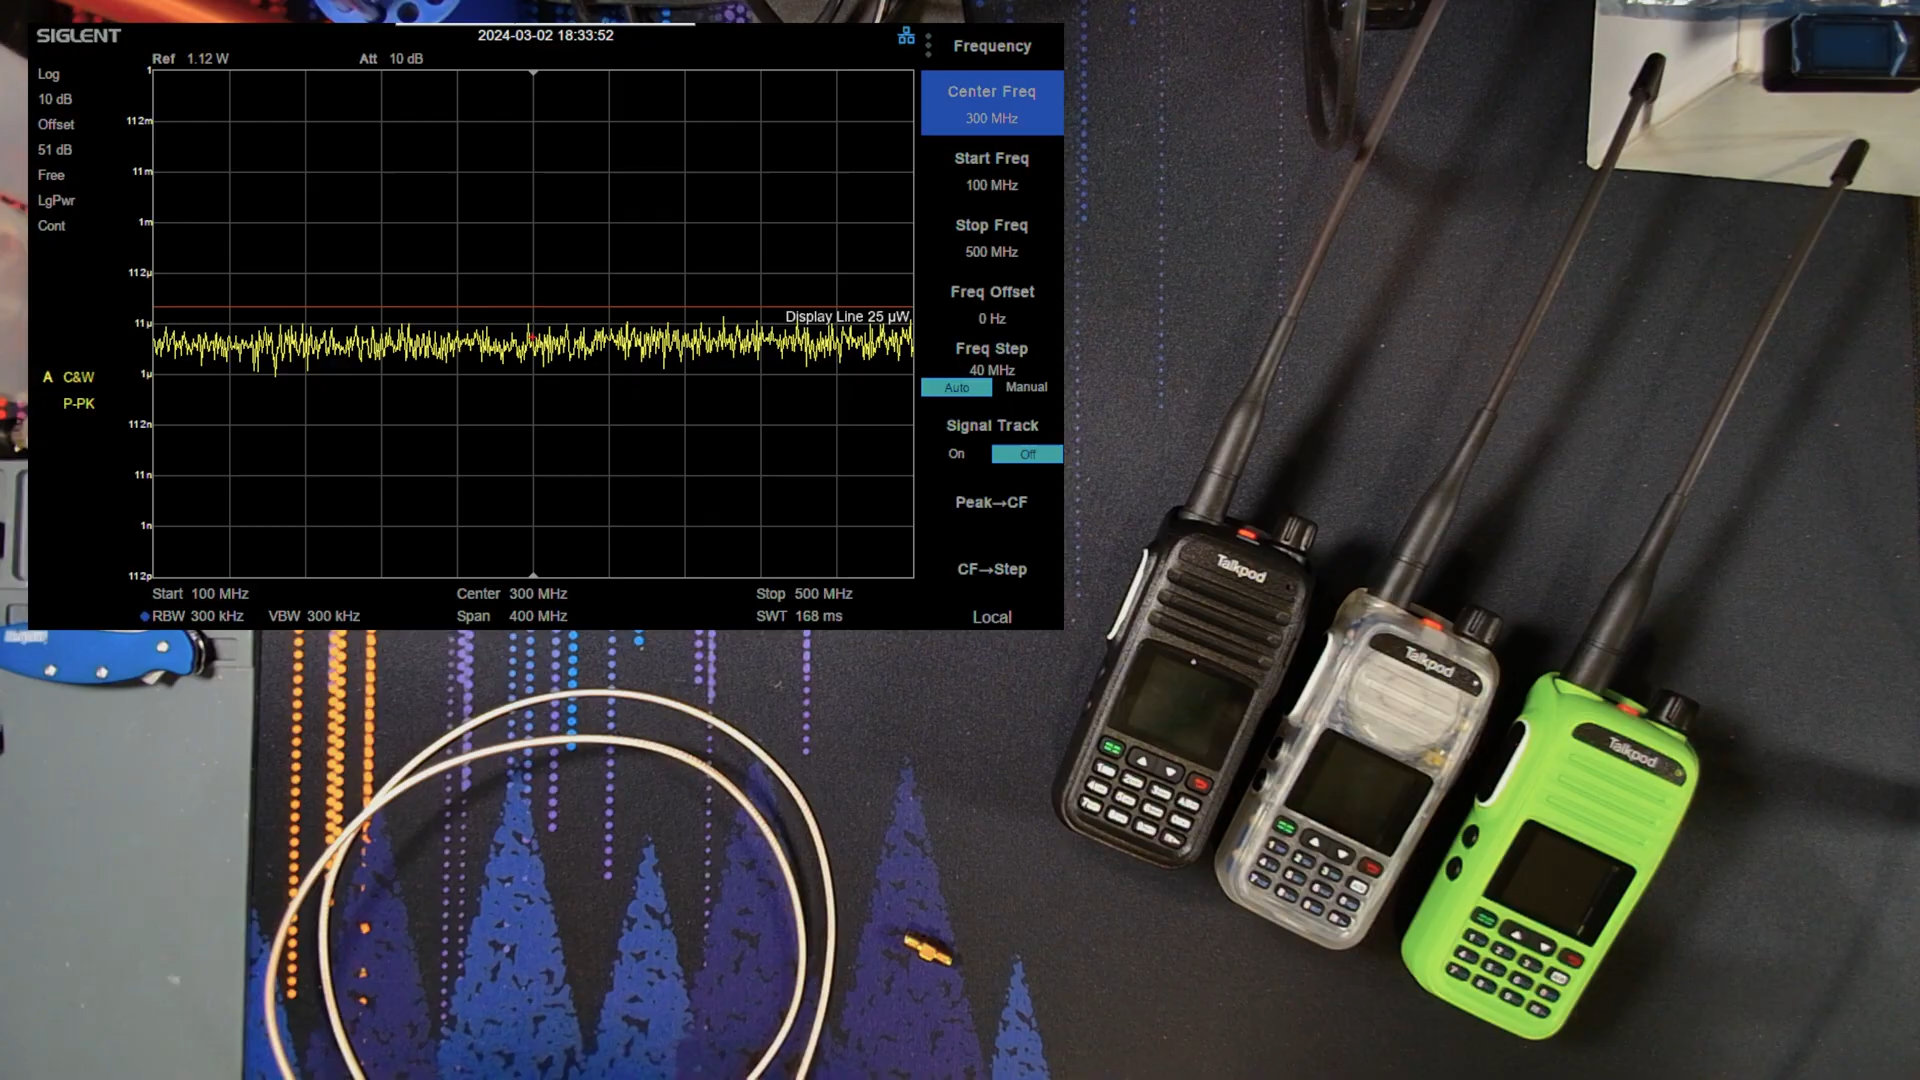 SIGLENT
2024-03-02 18:33:52
Ref 1.12 W
Att 10 dB
Log
10 dB
Offset
51 dB
Free
LgPwr
Cont
A C&W
P-PK
1
112m
11m
1m
112µ
11µ
1µ
112n
11n
1n
112p
Display Line 25 µW
Start 100 MHz
Center 300 MHz
Stop 500 MHz
RBW 300 kHz
VBW 300 kHz
Span 400 MHz
SWT 168 ms
Frequency
Center Freq
300 MHz
Start Freq
100 MHz
Stop Freq
500 MHz
Freq Offset
0 Hz
Freq Step
40 MHz
Auto Manual
Signal Track
On Off
Peak→CF
CF→Step
Local
Talkpod
Talkpod
Talkpod